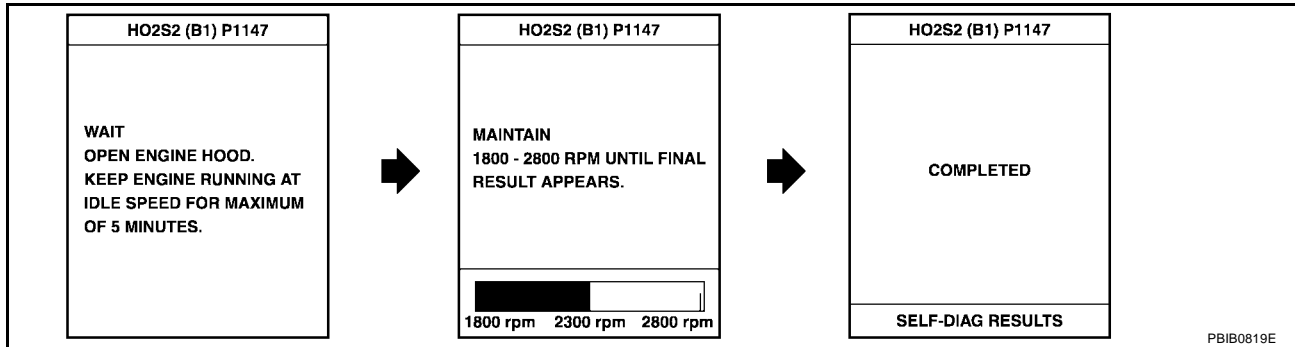 HO2S2 (B1) P1147
WAIT
OPEN ENGINE HOOD.
KEEP ENGINE RUNNING AT
IDLE SPEED FOR MAXIMUM
OF 5 MINUTES.
HO2S2 (B1) P1147
MAINTAIN
1800 - 2800 RPM UNTIL FINAL
RESULT APPEARS.
1800 rpm 2300 rpm 2800 rpm
HO2S2 (B1) P1147
COMPLETED
SELF-DIAG RESULTS
PBIB0819E